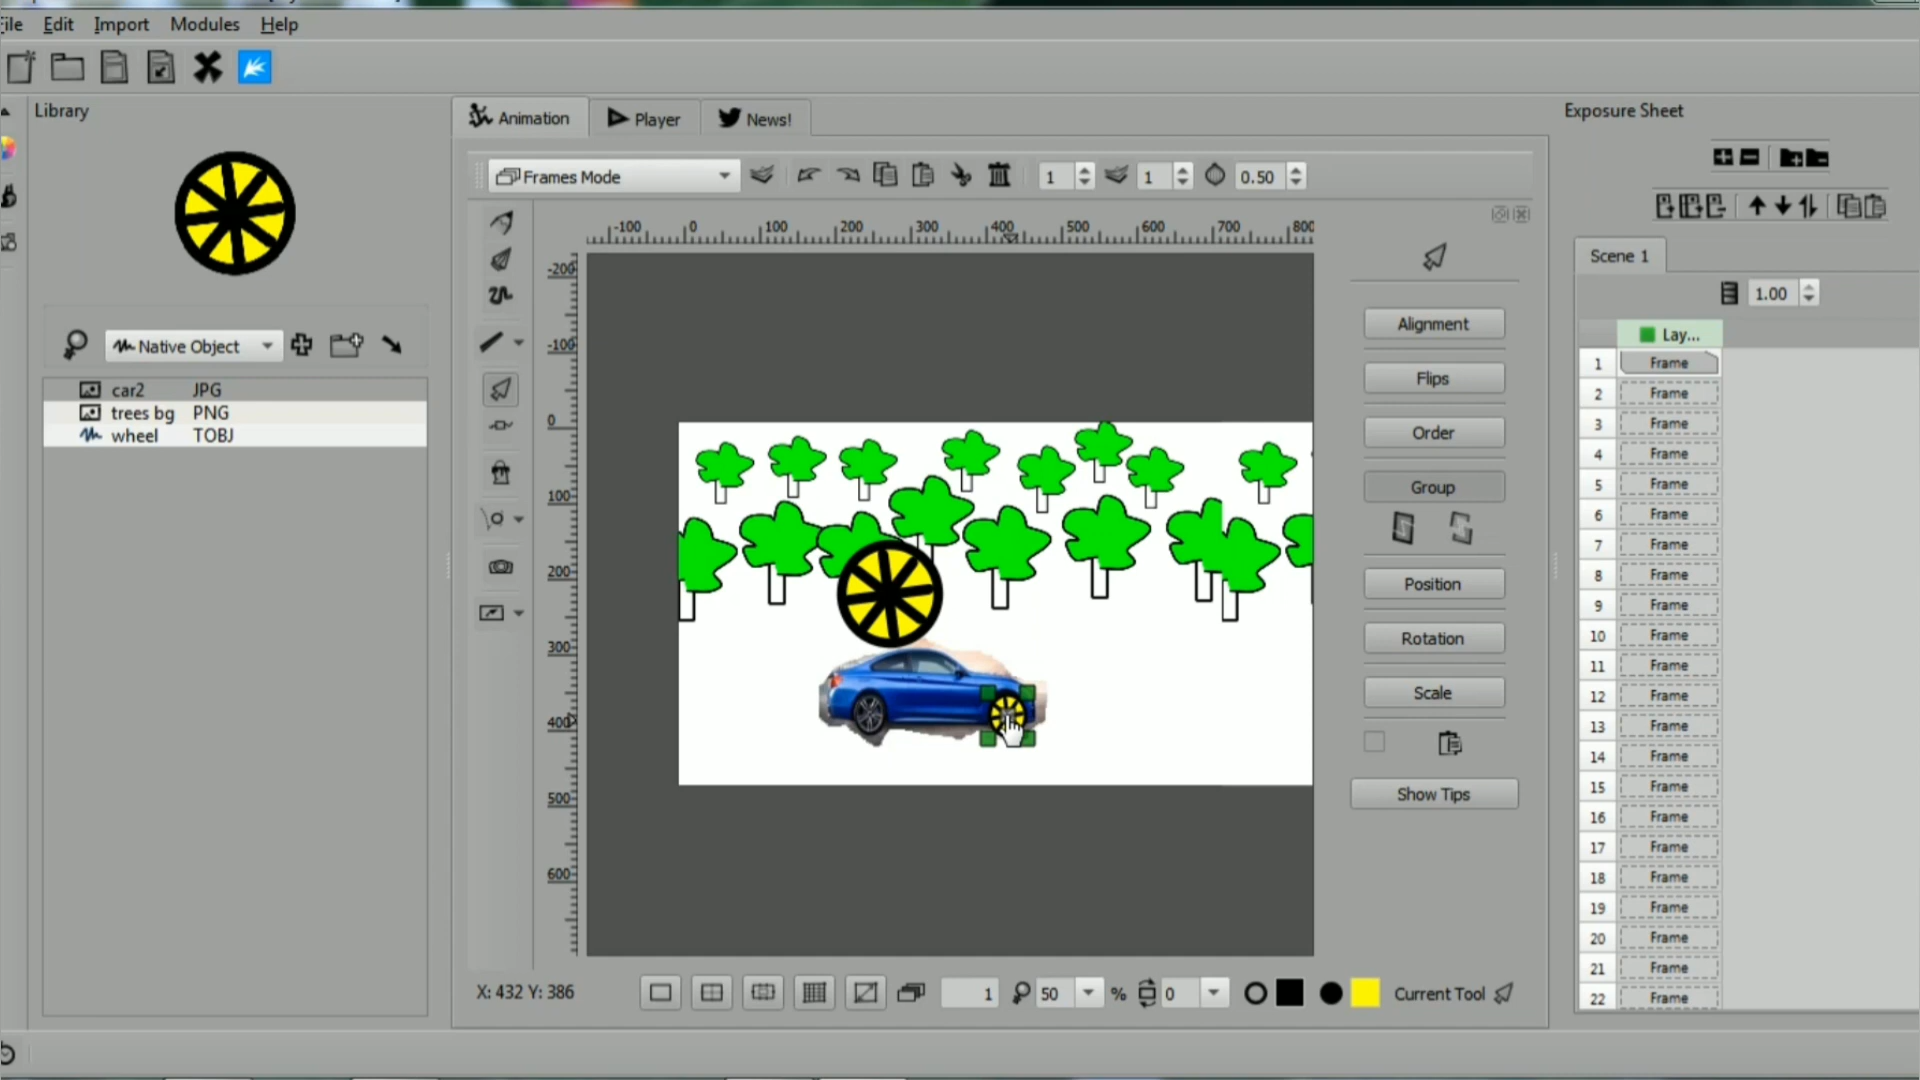 File Edit Import Modules Help
Library
Native Object
car2 JPG
trees bg PNG
wheel TOBJ
Animation Player News!
Frames Mode 1 1 0.50
-100 0 100 200 300 400 500 600 700 800
-200
-100
0
100
200
300
400
500
600
Alignment
Flips
Order
Group
Position
Rotation
Scale
Show Tips
X: 432 Y: 386 1 50 % 0 Current Tool
Exposure Sheet
Scene 1
1.00
Lay...
1 Frame
2 Frame
3 Frame
4 Frame
5 Frame
6 Frame
7 Frame
8 Frame
9 Frame
10 Frame
11 Frame
12 Frame
13 Frame
14 Frame
15 Frame
16 Frame
17 Frame
18 Frame
19 Frame
20 Frame
21 Frame
22 Frame